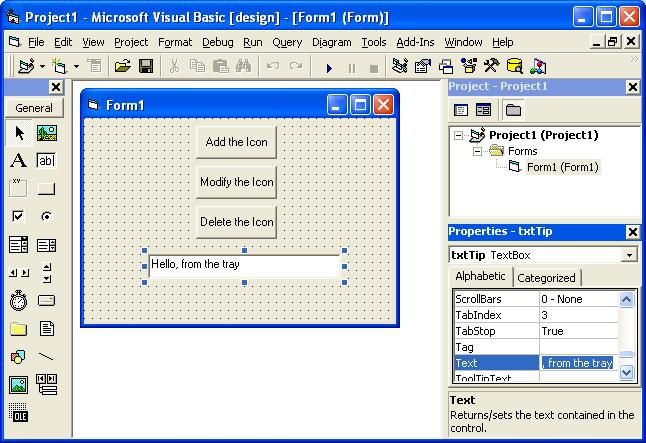 Project1 - Microsoft Visual Basic [design] - [Form1 (Form)]
File Edit View Project Format Debug Run Query Diagram Tools Add-Ins Window Help
General
A
ab
xy
OLE
Form1
Add the Icon
Modify the Icon
Delete the Icon
Hello, from the tray
Project - Project1
Project1 (Project1)
Forms
Form1 (Form1)
Properties - txtTip
txtTip TextBox
Alphabetic Categorized
ScrollBars 0 - None
TabIndex 3
TabStop True
Tag
Text , from the tray
ToolTipText
Text
Returns/sets the text contained in the
control.